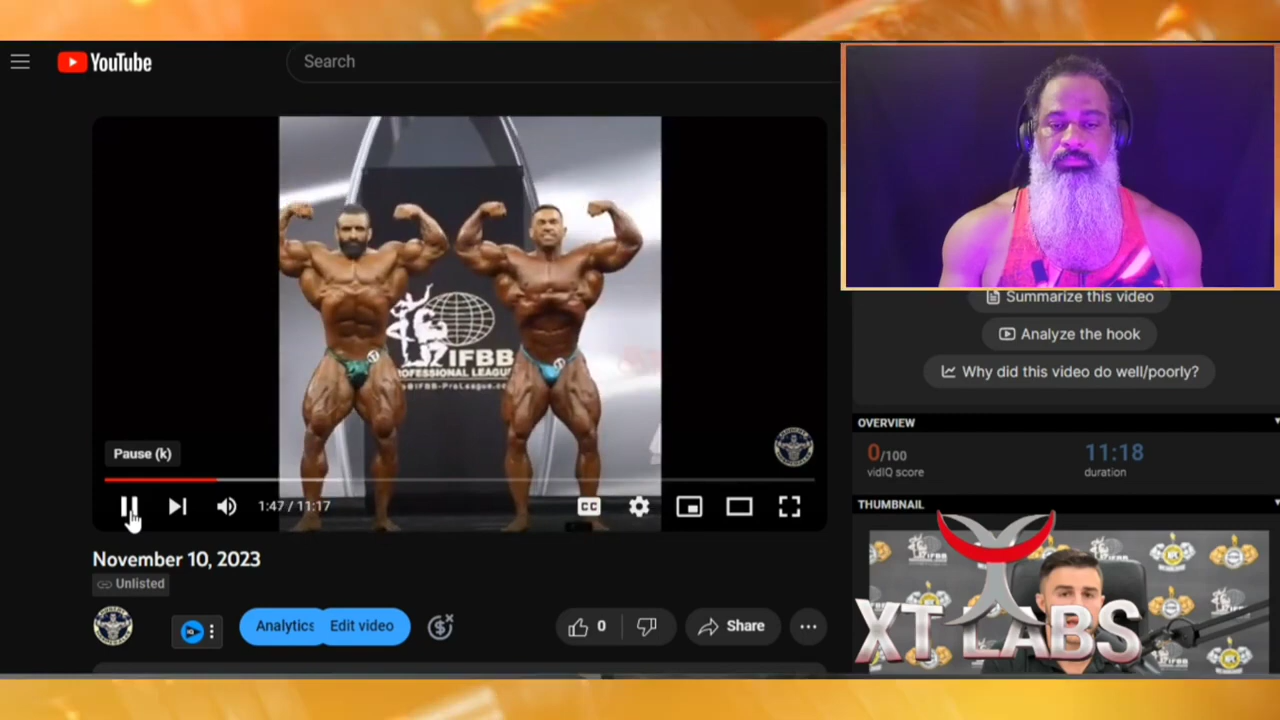 YouTube
Search
IFBB
PROFESSIONAL LEAGUE
Pause (k)
1:47 / 11:17
CC
November 10, 2023
Unlisted
Analytics
Edit video
0
Share
Summarize this video
Analyze the hook
Why did this video do well/poorly?
OVERVIEW
0/100
vidIQ score
11:18
duration
THUMBNAIL
XT LABS